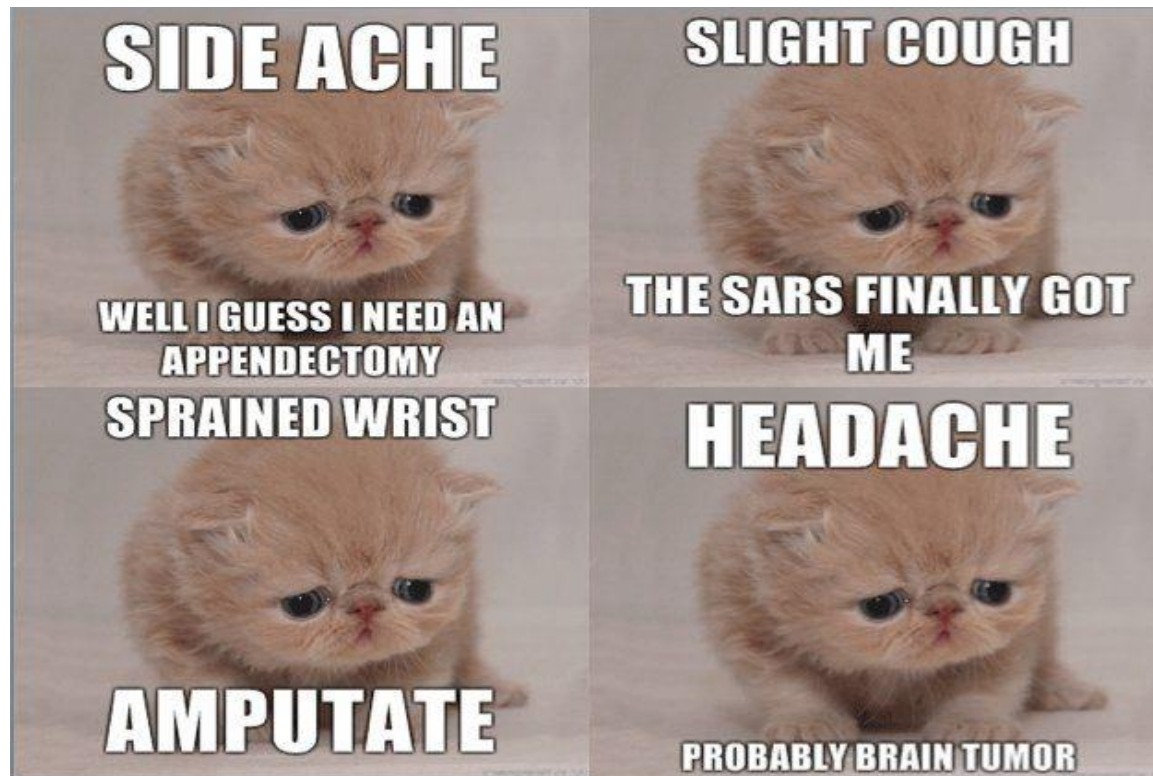 SIDE ACHE
WELL I GUESS I NEED AN
APPENDECTOMY
SLIGHT COUGH
THE SARS FINALLY GOT
ME
SPRAINED WRIST
AMPUTATE
HEADACHE
PROBABLY BRAIN TUMOR